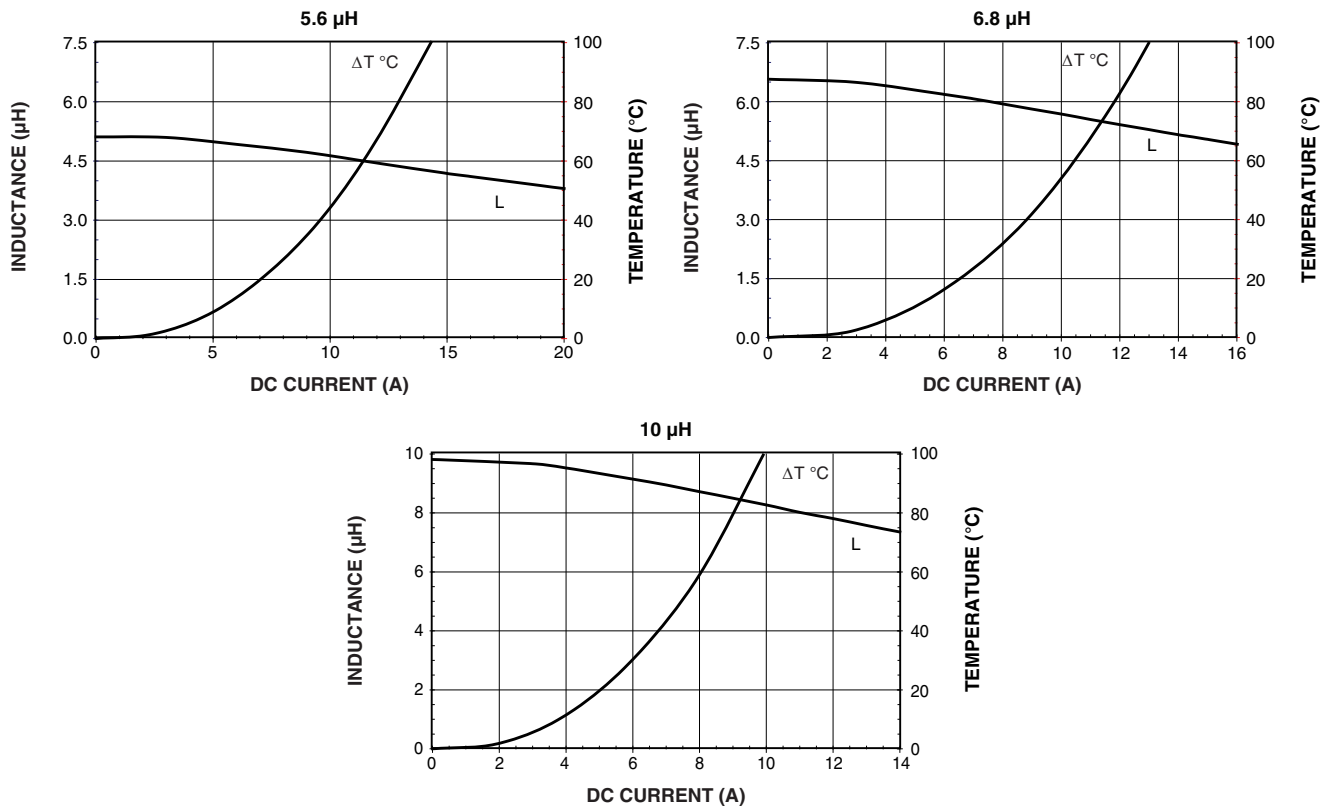 5.6 µH
7.5
6.0
4.5
3.0
1.5
0.0
INDUCTANCE (µH)
ΔT °C
L
100
80
60
40
20
0
TEMPERATURE (°C)
0 5 10 15 20
DC CURRENT (A)
6.8 µH
7.5
6.0
4.5
3.0
1.5
0.0
INDUCTANCE (µH)
ΔT °C
L
100
80
60
40
20
0
TEMPERATURE (°C)
0 2 4 6 8 10 12 14 16
DC CURRENT (A)
10 µH
10
8
6
4
2
0
INDUCTANCE (µH)
ΔT °C
L
100
80
60
40
20
0
TEMPERATURE (°C)
0 2 4 6 8 10 12 14
DC CURRENT (A)